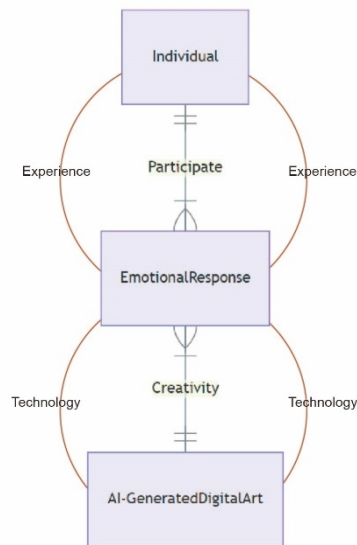 Individual
Experience
Participate
Experience
EmotionalResponse
Technology
Creativity
Technology
AI-GeneratedDigitalArt